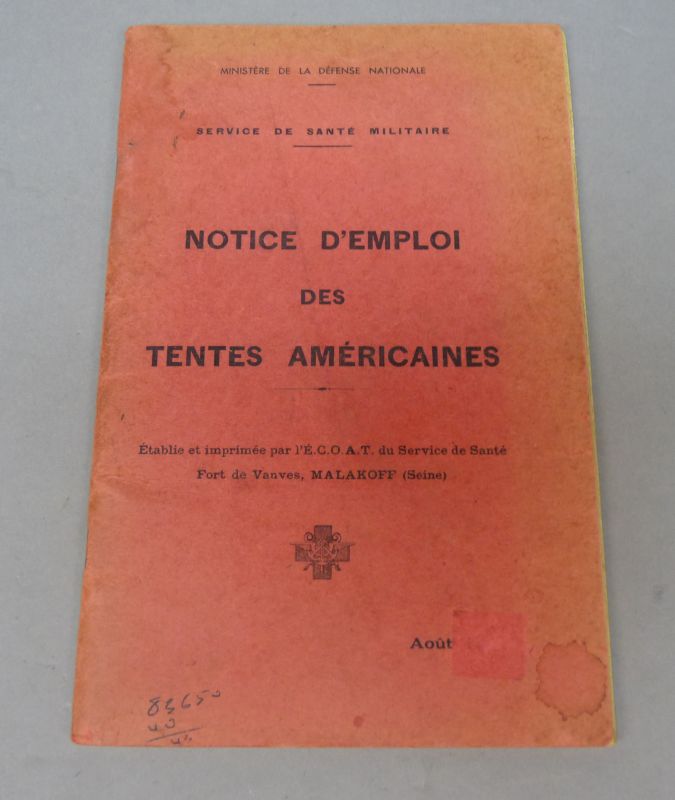 MINISTÈRE DE LA DÉFENSE NATIONALE
SERVICE DE SANTÉ MILITAIRE
NOTICE D'EMPLOI
DES
TENTES AMÉRICAINES
Établie et imprimée par l'É.C.O.A.T. du Service de Santé
Fort de Vanves, MALAKOFF (Seine)
Août